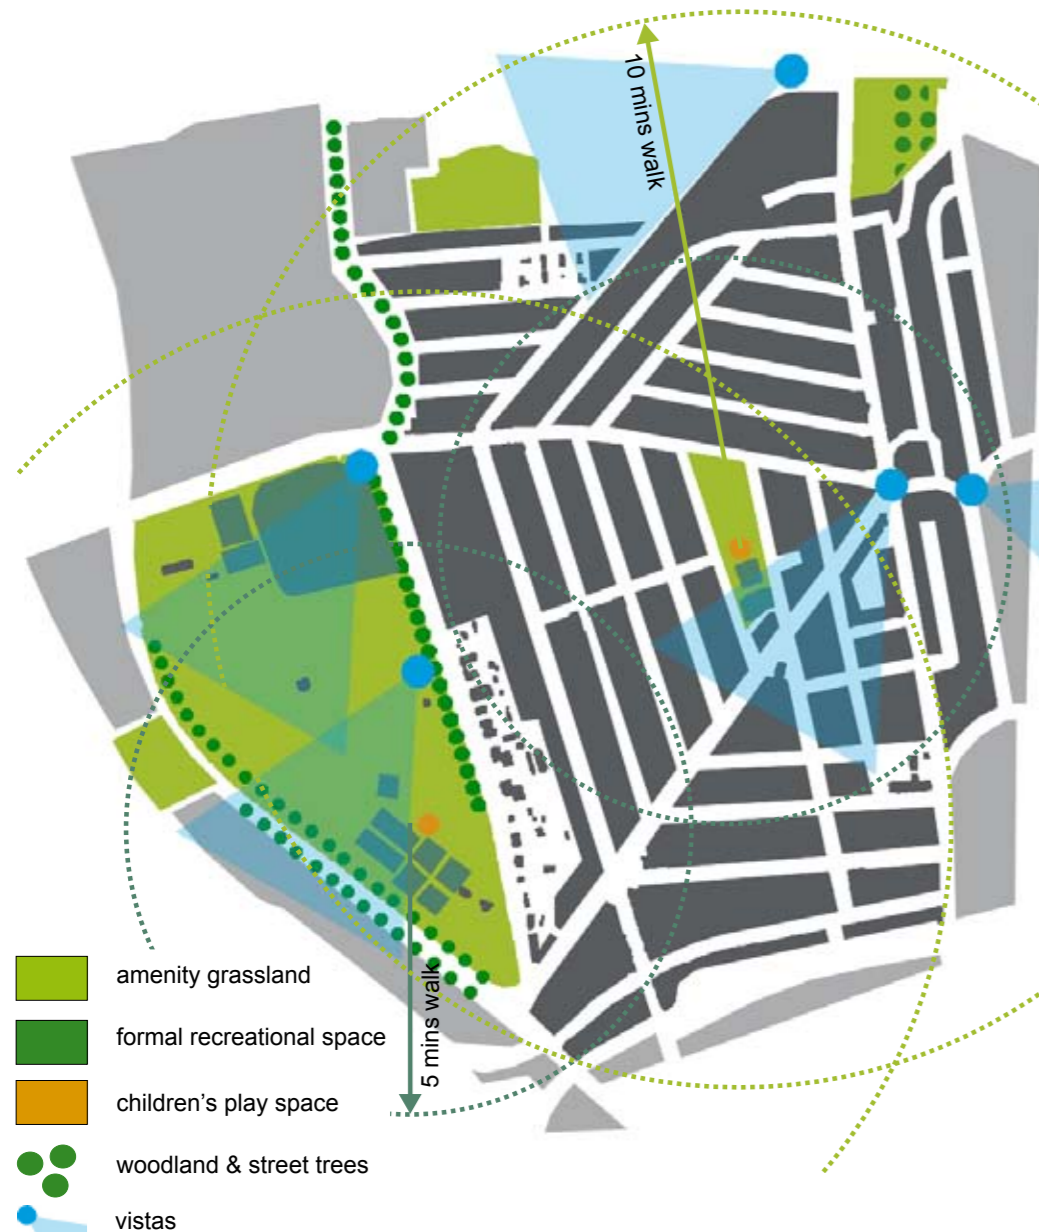 10 mins walk
5 mins walk
amenity grassland
formal recreational space
children's play space
woodland & street trees
vistas